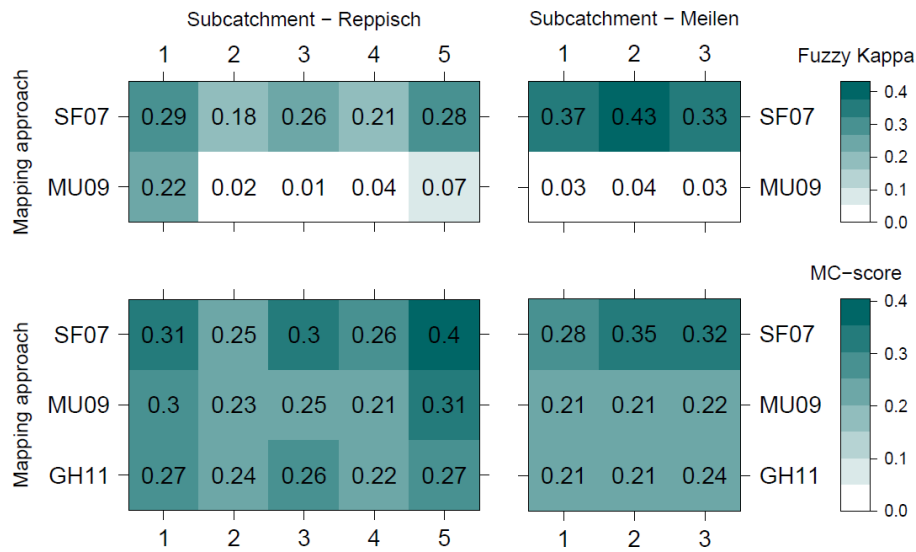 Subcatchment − Reppisch
Subcatchment − Meilen
1 2 3 4 5
1 2 3
Fuzzy Kappa
Mapping approach
SF07 0.29 0.18 0.26 0.21 0.28 0.37 0.43 0.33 SF07
MU09 0.22 0.02 0.01 0.04 0.07 0.03 0.04 0.03 MU09
0.4
0.3
0.2
0.1
0.0
MC−score
Mapping approach
SF07 0.31 0.25 0.3 0.26 0.4 0.28 0.35 0.32 SF07
MU09 0.3 0.23 0.25 0.21 0.31 0.21 0.21 0.22 MU09
GH11 0.27 0.24 0.26 0.22 0.27 0.21 0.21 0.24 GH11
0.4
0.3
0.2
0.1
0.0
1 2 3 4 5
1 2 3